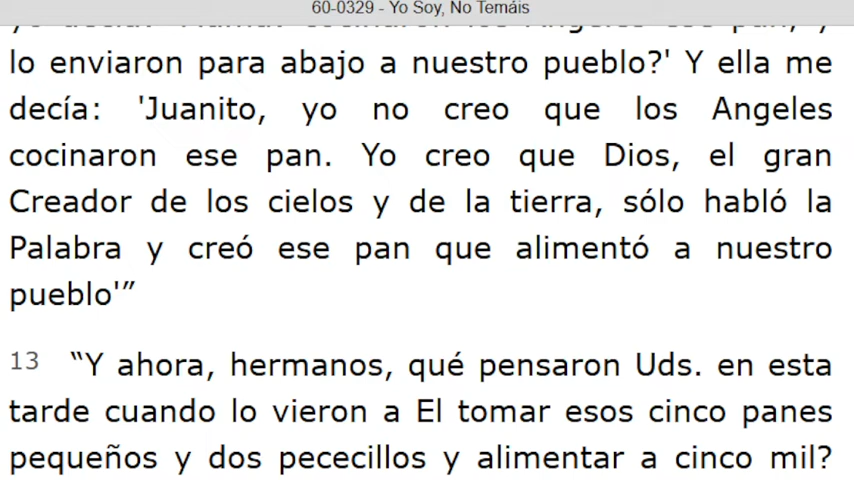 60-0329 - Yo Soy, No Temáis
lo enviaron para abajo a nuestro pueblo?' Y ella me
decía: 'Juanito, yo no creo que los Angeles
cocinaron ese pan. Yo creo que Dios, el gran
Creador de los cielos y de la tierra, sólo habló la
Palabra y creó ese pan que alimentó a nuestro
pueblo'”
13 “Y ahora, hermanos, qué pensaron Uds. en esta
tarde cuando lo vieron a El tomar esos cinco panes
pequeños y dos pececillos y alimentar a cinco mil?